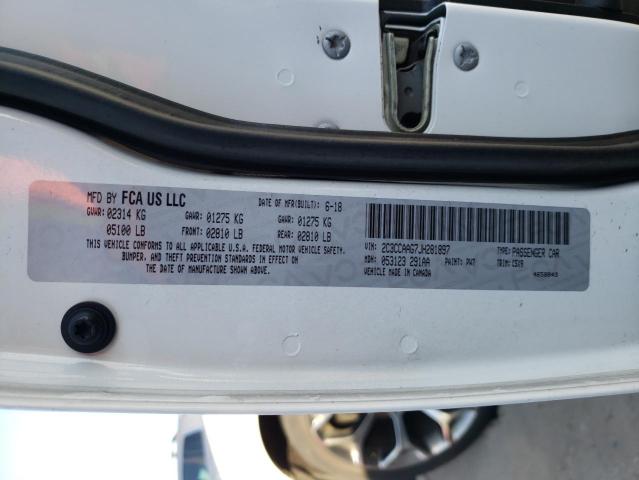 MFD BY FCA US LLC DATE OF MFR(BUILT): 6-18
GVWR: 02314 KG GAWR: 01275 KG GAWR: 01275 KG
05100 LB FRONT: 02810 LB REAR: 02810 LB
THIS VEHICLE CONFORMS TO ALL APPLICABLE U.S.A. FEDERAL MOTOR VEHICLE SAFETY,
BUMPER, AND THEFT PREVENTION STANDARDS IN EFFECT ON
THE DATE OF MANUFACTURE SHOWN ABOVE.
VIN: 2C3CCAAG7JH281897 TYPE: PASSENGER CAR
MDH: 053123 291AA PAINT: PW7 TRIM:
VEHICLE MADE IN CANADA